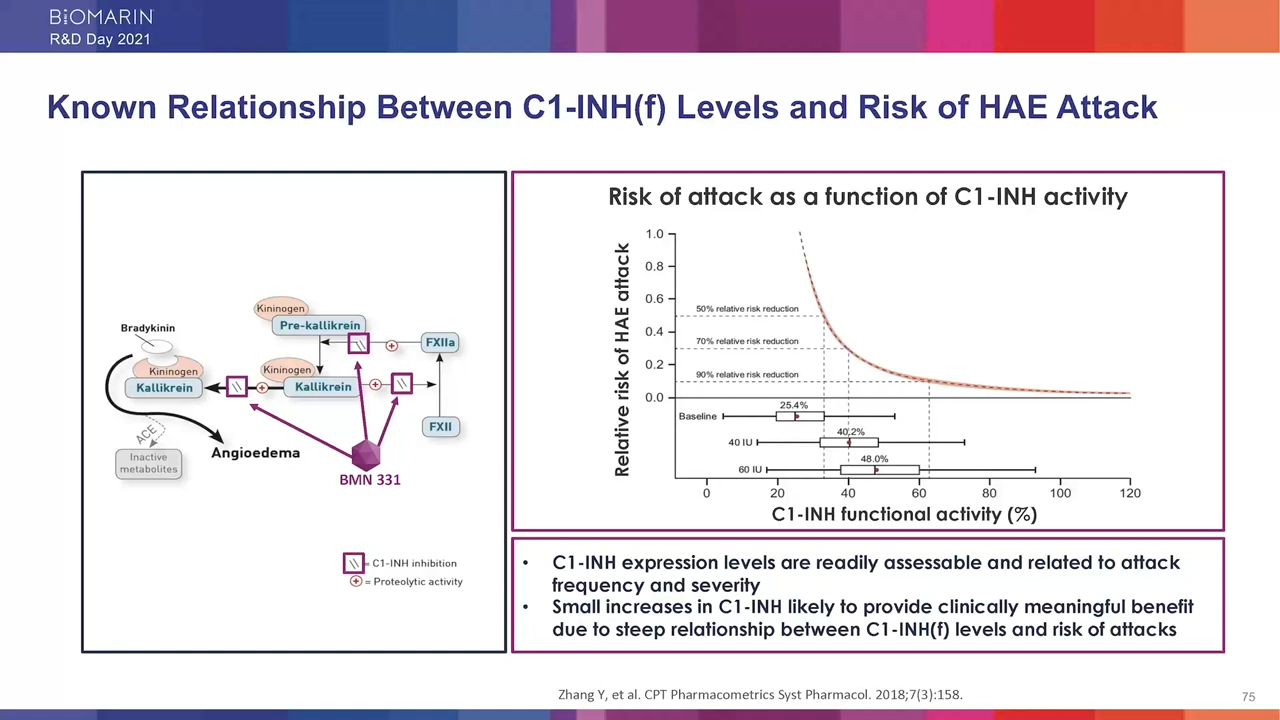 BIOMARIN
R&D Day 2021
Known Relationship Between C1-INH(f) Levels and Risk of HAE Attack
Kininogen
Pre-kallikrein
Bradykinin
FXIIa
Kininogen
Kininogen
Kallikrein
Kallikrein
FXII
ACE
Angioedema
Inactive
metabolites
BMN 331
= C1-INH inhibition
= Proteolytic activity
Risk of attack as a function of C1-INH activity
Relative risk of HAE attack
1.0
0.8
0.6
0.4
0.2
0.0
50% relative risk reduction
70% relative risk reduction
90% relative risk reduction
25.4%
Baseline
40.2%
40 IU
48.0%
60 IU
0 20 40 60 80 100 120
C1-INH functional activity (%)
• C1-INH expression levels are readily assessable and related to attack
frequency and severity
• Small increases in C1-INH likely to provide clinically meaningful benefit
due to steep relationship between C1-INH(f) levels and risk of attacks
Zhang Y, et al. CPT Pharmacometrics Syst Pharmacol. 2018;7(3):158.
75